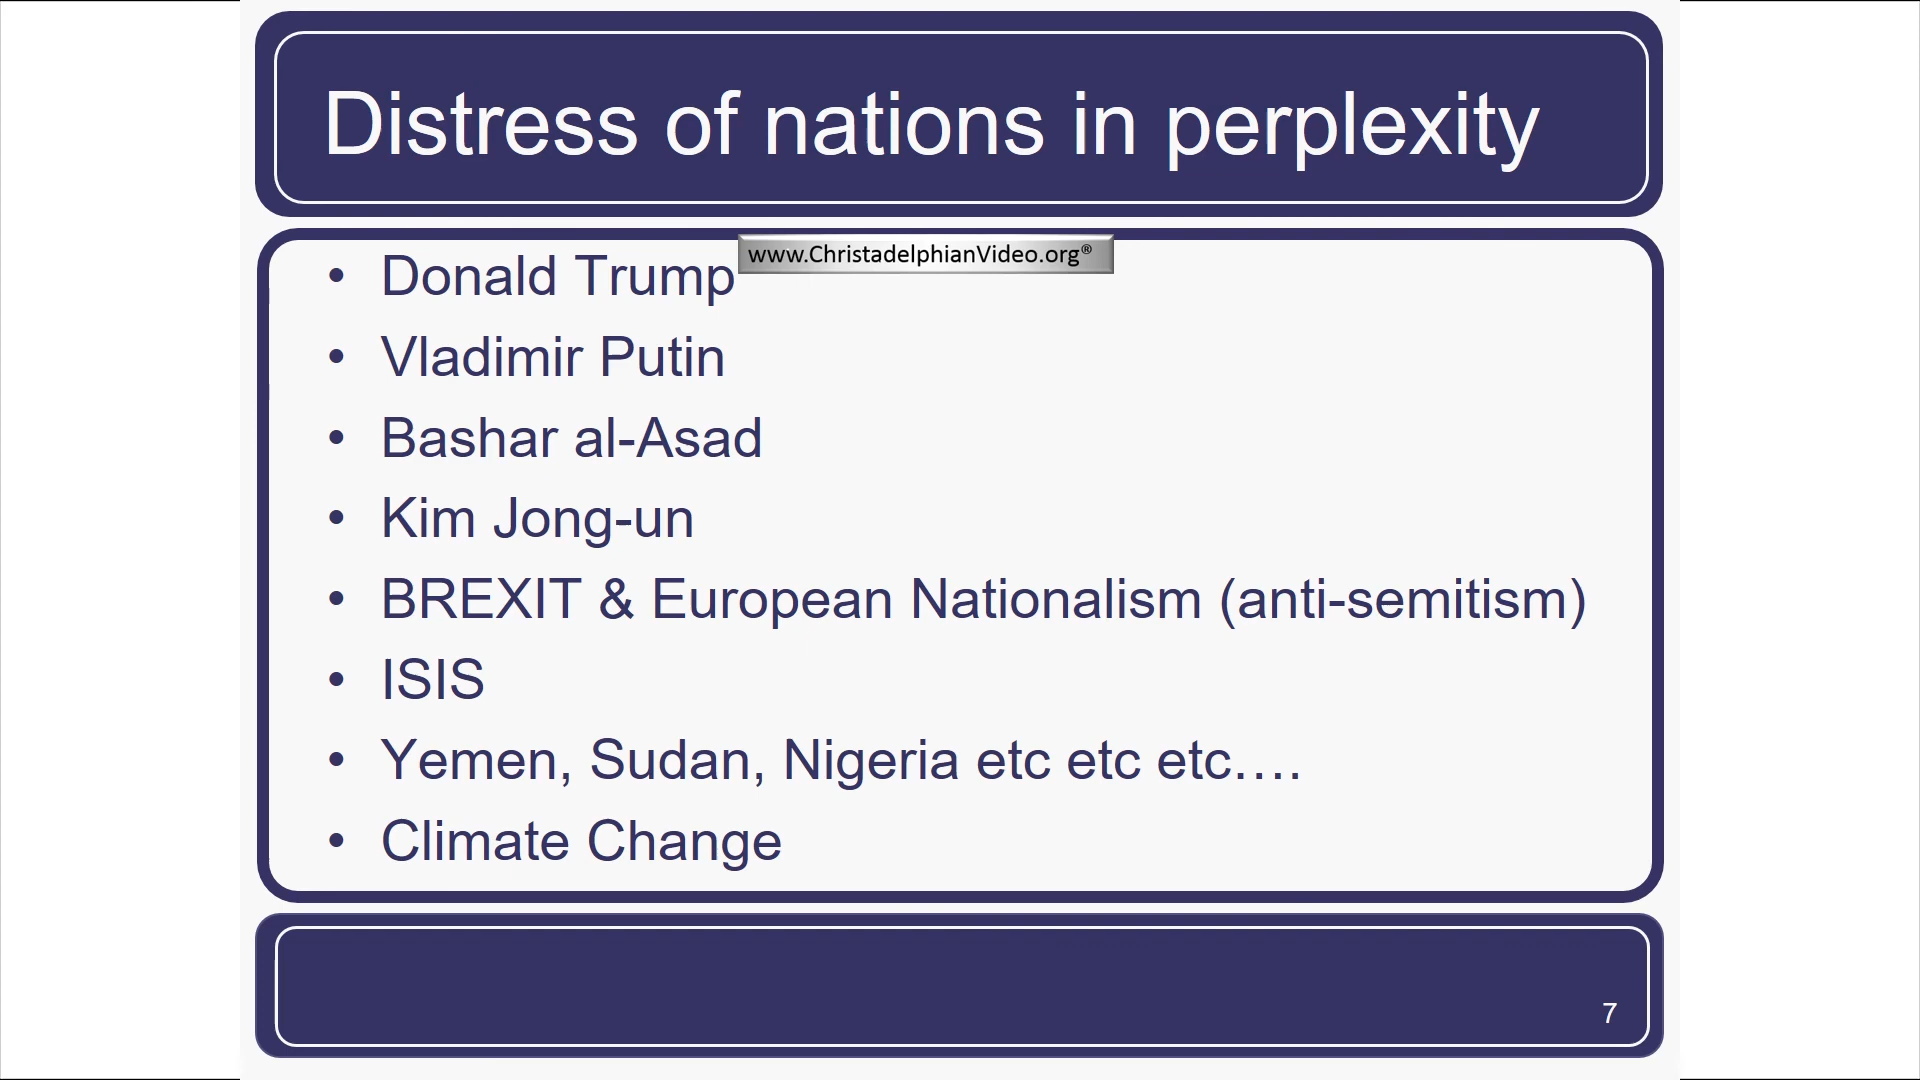 Distress of nations in perplexity
www.ChristadelphianVideo.org®
• Donald Trump
• Vladimir Putin
• Bashar al-Asad
• Kim Jong-un
• BREXIT & European Nationalism (anti-semitism)
• ISIS
• Yemen, Sudan, Nigeria etc etc etc….
• Climate Change
7